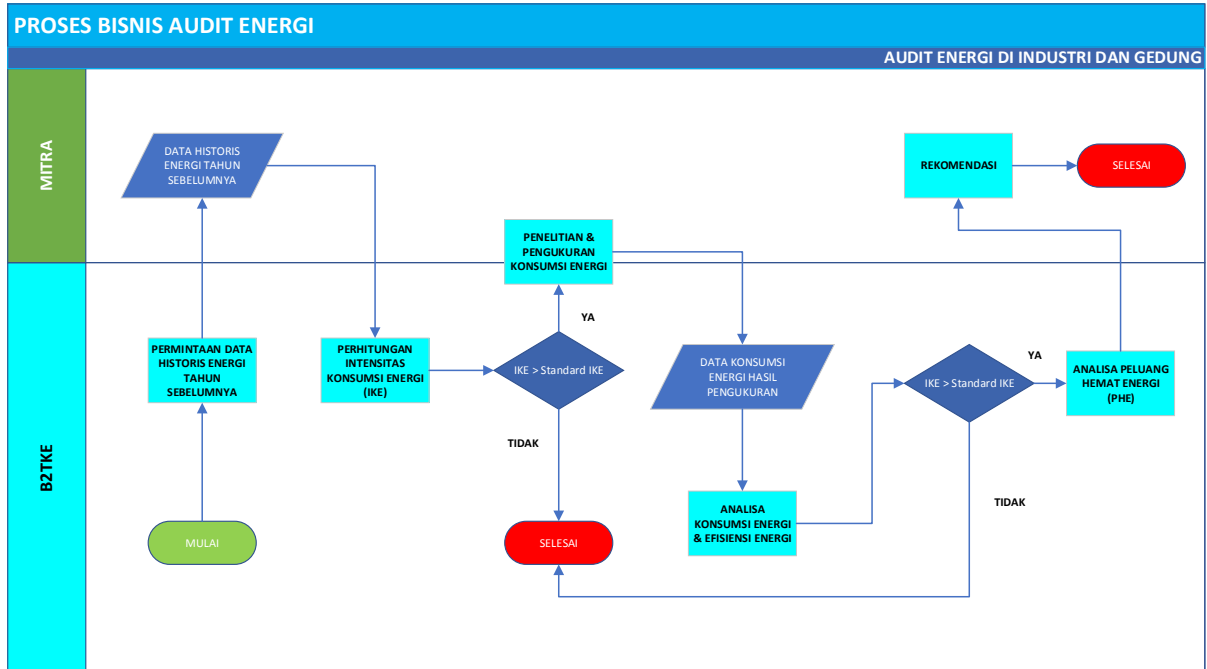 PROSES BISNIS AUDIT ENERGI
AUDIT ENERGI DI INDUSTRI DAN GEDUNG
MITRA
DATA HISTORIS
ENERGI TAHUN
SEBELUMNYA
REKOMENDASI
SELESAI
PENELITIAN &
PENGUKURAN
KONSUMSI ENERGI
B2TKE
PERMINTAAN DATA
HISTORIS ENERGI
TAHUN
SEBELUMNYA
PERHITUNGAN
INTENSITAS
KONSUMSI ENERGI
(IKE)
YA
IKE > Standard IKE
TIDAK
DATA KONSUMSI
ENERGI HASIL
PENGUKURAN
IKE > Standard IKE
YA
ANALISA PELUANG
HEMAT ENERGI
(PHE)
TIDAK
ANALISA
KONSUMSI ENERGI
& EFISIENSI ENERGI
MULAI
SELESAI